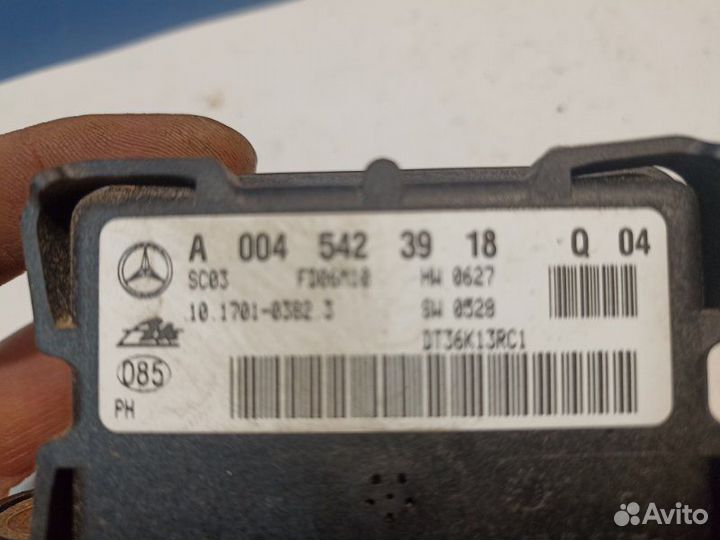 A 004 542 39 18 Q 04
SC03 FD06M10 HW 0627
10.1701-0382.3 SW 0528
DT36K13RC1
085
PH
Avito